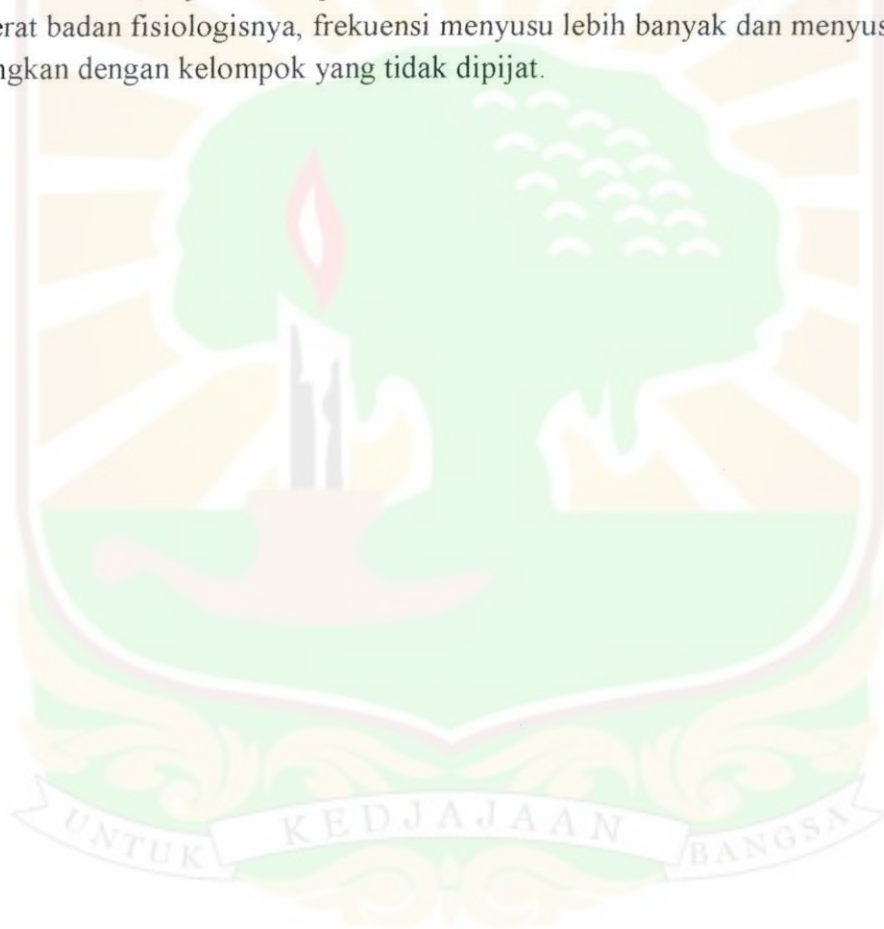 erat badan fisiologisnya, frekuensi menyusu lebih banyak dan menyus
ngkan dengan kelompok yang tidak dipijat.
UNTUK KEDJAJAAN BANGSA